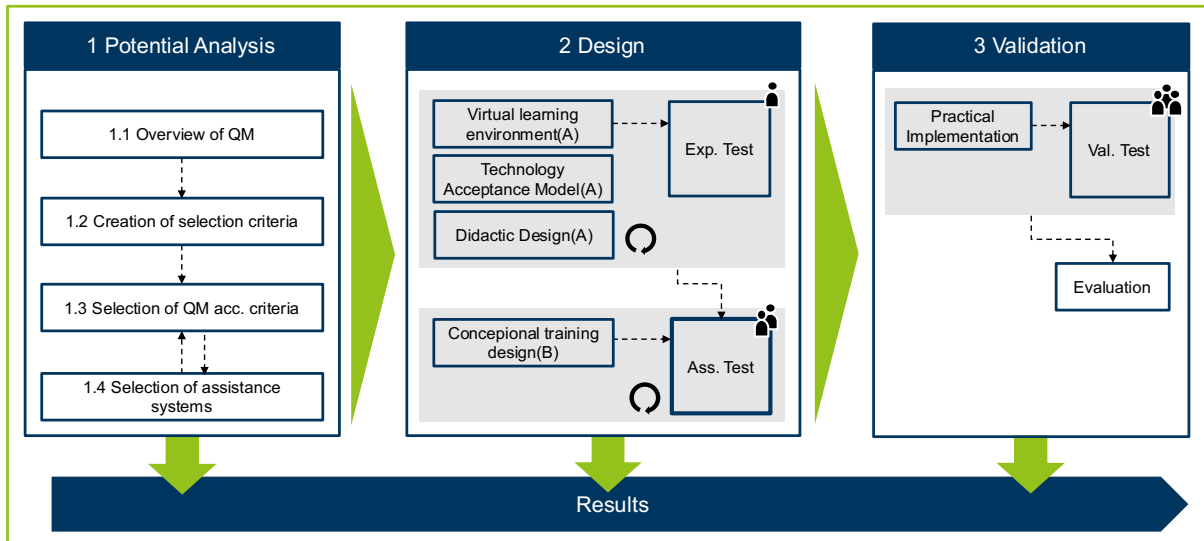 1 Potential Analysis
1.1 Overview of QM
1.2 Creation of selection criteria
1.3 Selection of QM acc. criteria
1.4 Selection of assistance
systems
2 Design
Virtual learning
environment(A)
Technology
Acceptance Model(A)
Didactic Design(A)
Exp. Test
Concepional training
design(B)
Ass. Test
3 Validation
Practical
Implementation
Val. Test
Evaluation
Results